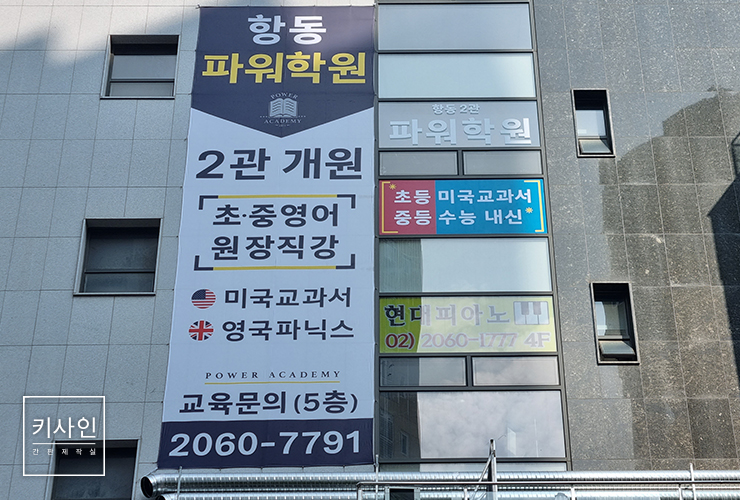 항동
파워학원
POWER
ACADEMY
2관 개원
초·중영어
원장직강
미국교과서
영국파닉스
POWER ACADEMY
교육문의 (5층)
2060-7791
항동 2관
파워학원
초등 미국교과서
중등 수능 내신
현대피아노
02) 2060-1777 4F
키사인
간판제작실